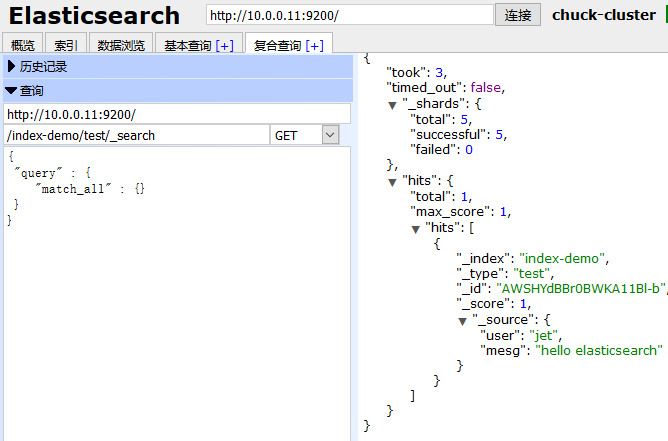 Elasticsearch
http://10.0.0.11:9200/
连接
chuck-cluster
概览
索引
数据浏览
基本查询 [+]
复合查询 [+]
历史记录
查询
http://10.0.0.11:9200/
/index-demo/test/_search
GET
{
"query" : {
"match_all" : {}
}
}
{
"took": 3,
"timed_out": false,
"_shards": {
"total": 5,
"successful": 5,
"failed": 0
},
"hits": {
"total": 1,
"max_score": 1,
"hits": [
{
"_index": "index-demo",
"_type": "test",
"_id": "AWSHYdBBr0BWKA11Bl-b",
"_score": 1,
"_source": {
"user": "jet",
"mesg": "hello elasticsearch"
}
}
]
}
}